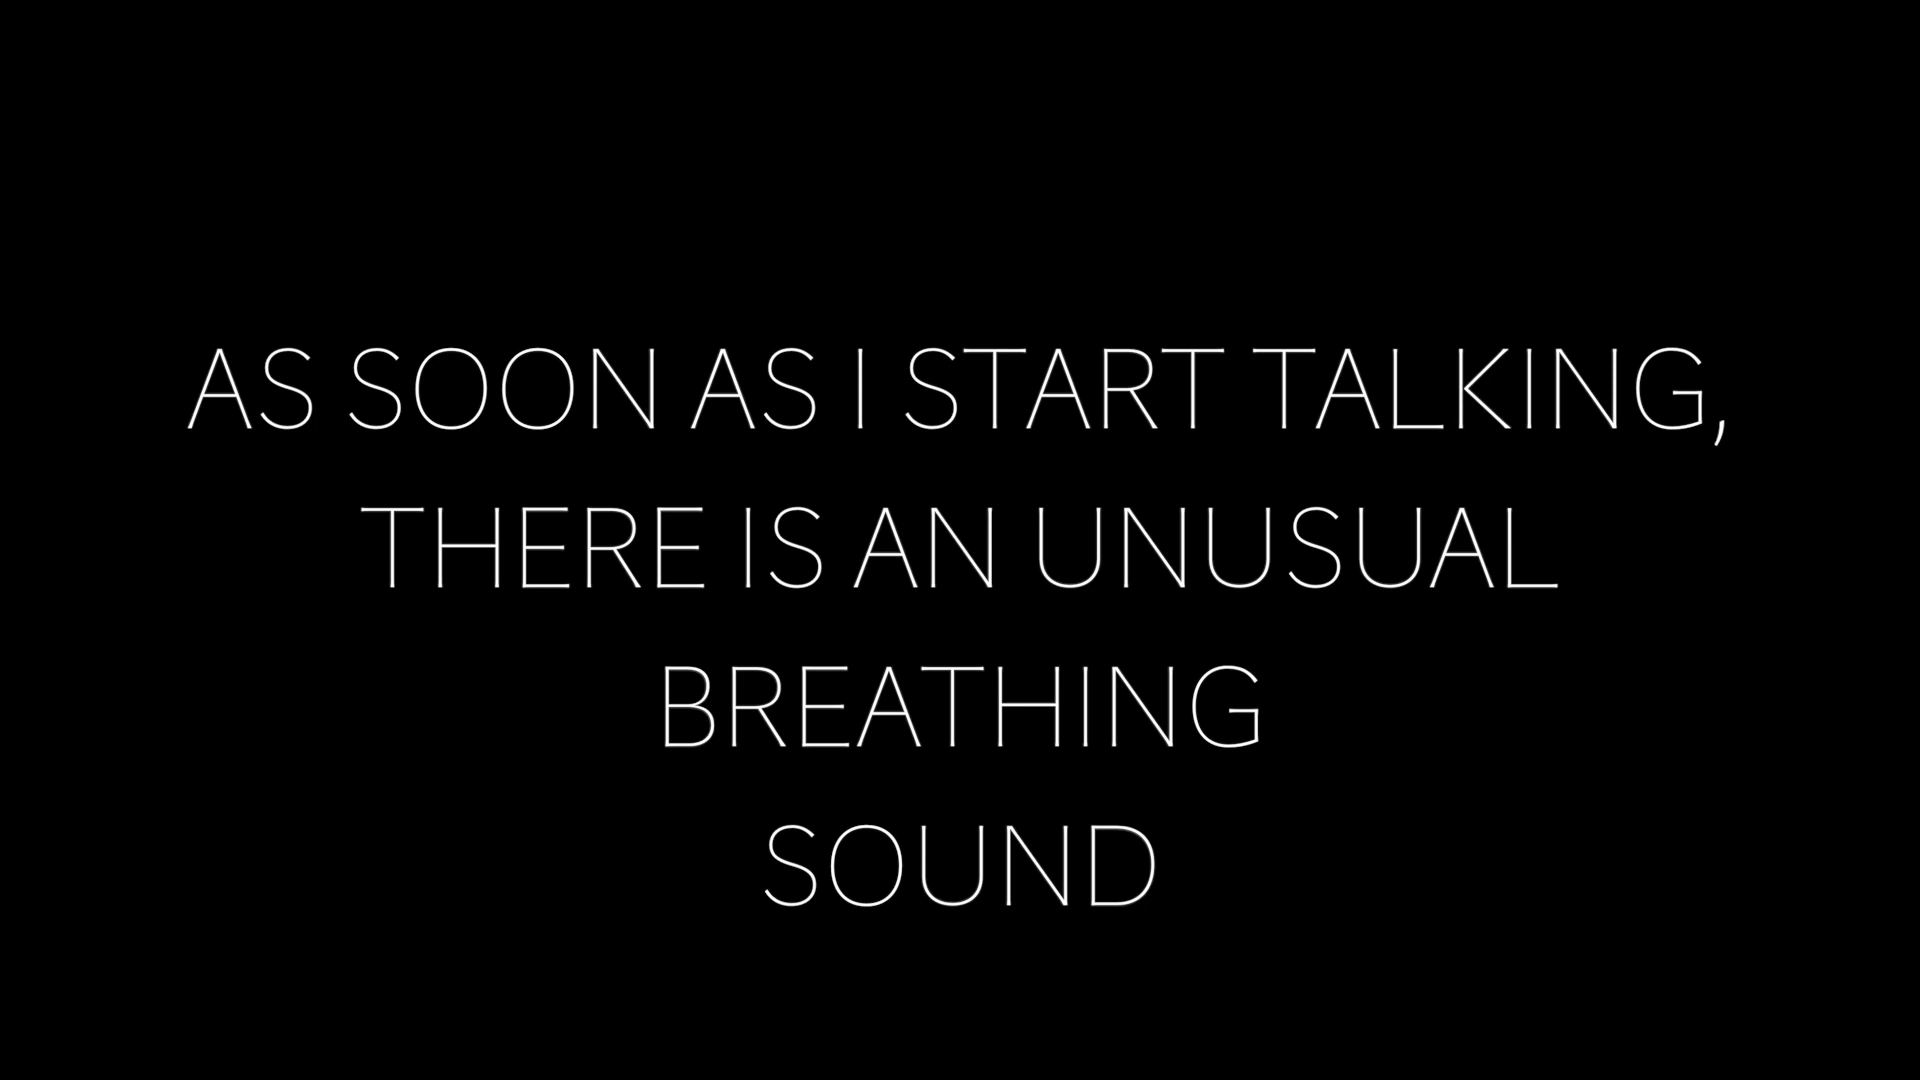 AS SOON AS I START TALKING,
THERE IS AN UNUSUAL
BREATHING
SOUND